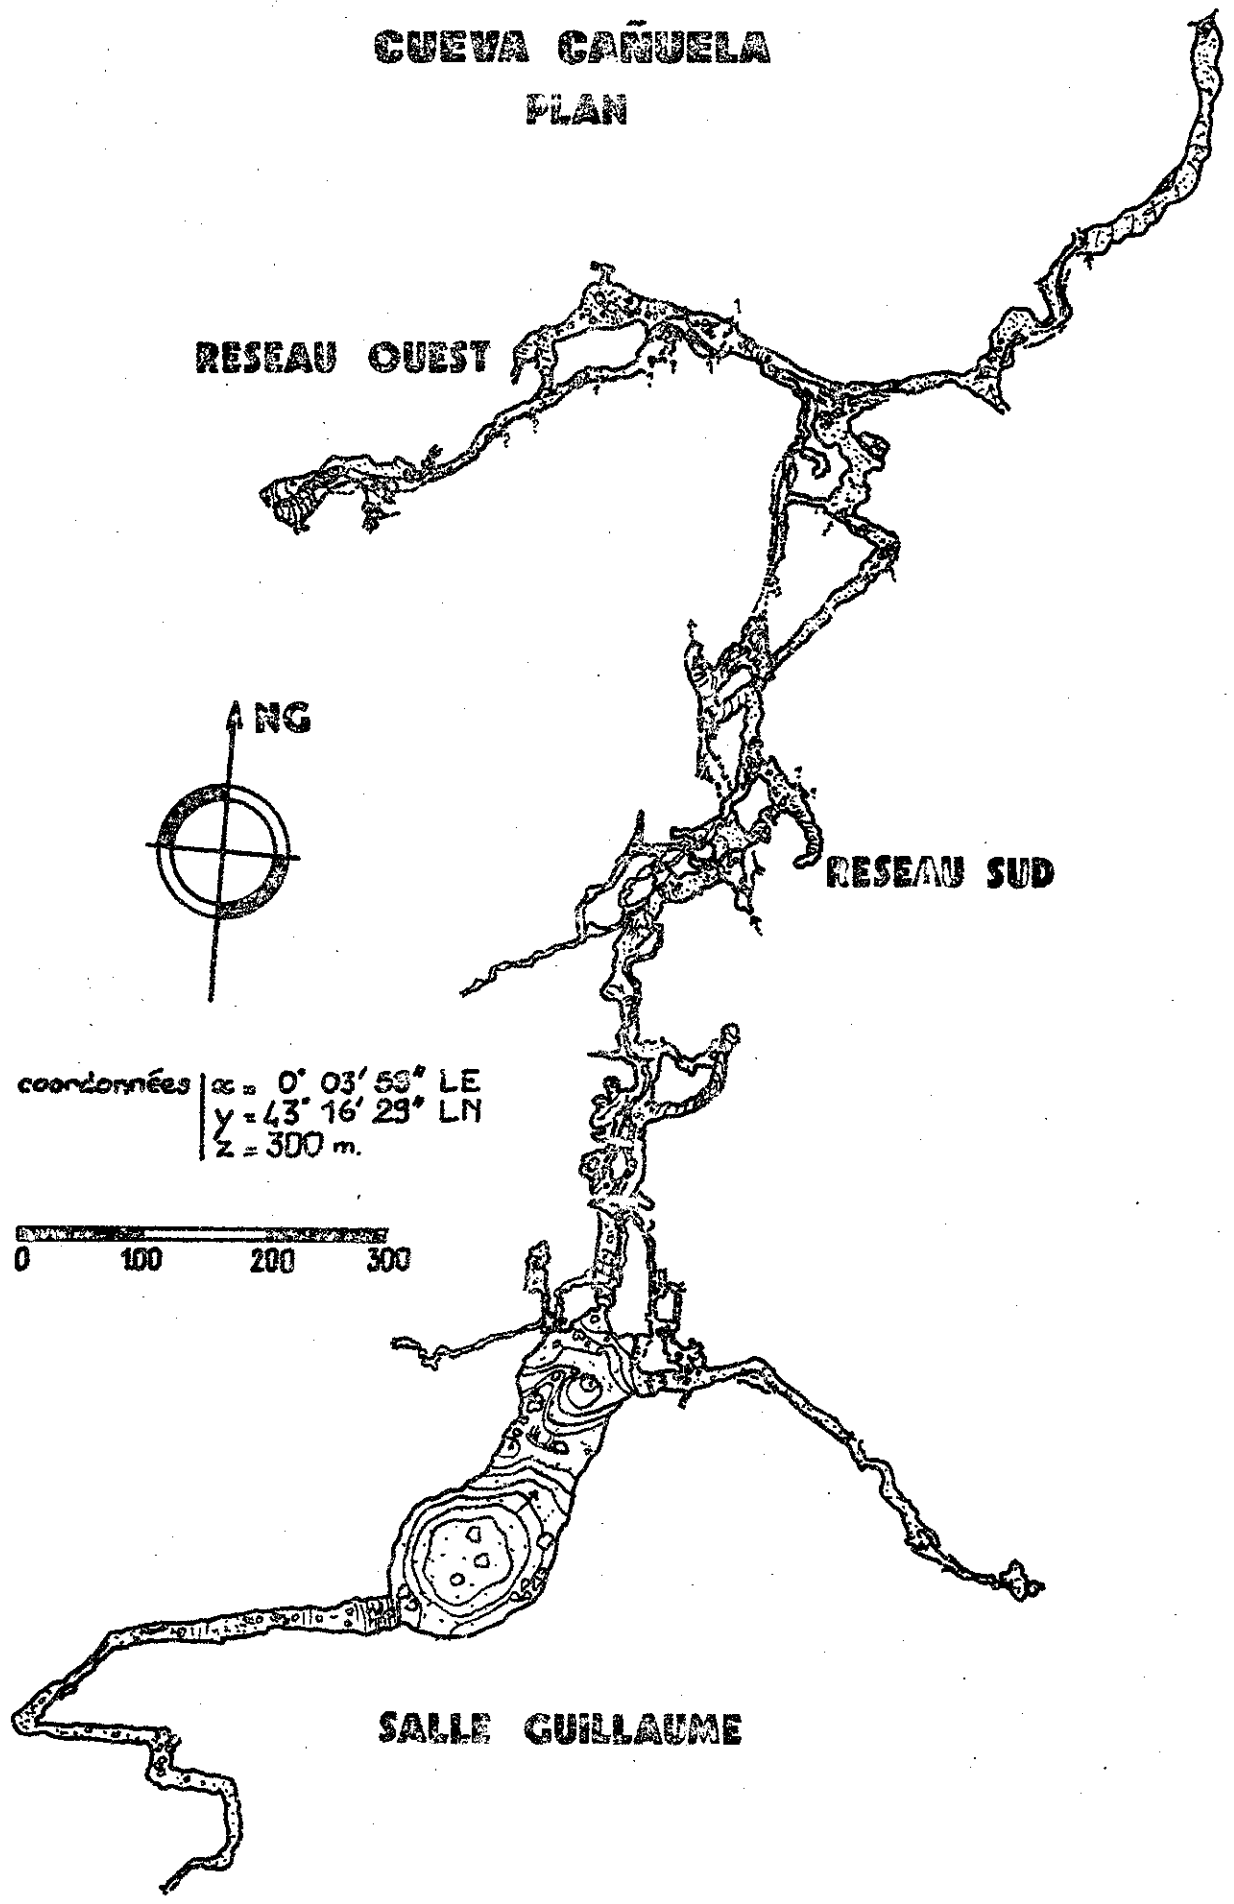 CUEVA CAÑUELA
PLAN
RESEAU OUEST
NG
RESEAU SUD
coordonnées x = 0° 03' 59" LE
y = 43° 16' 29" LN
z = 300 m.
0 100 200 300
SALLE GUILLAUME